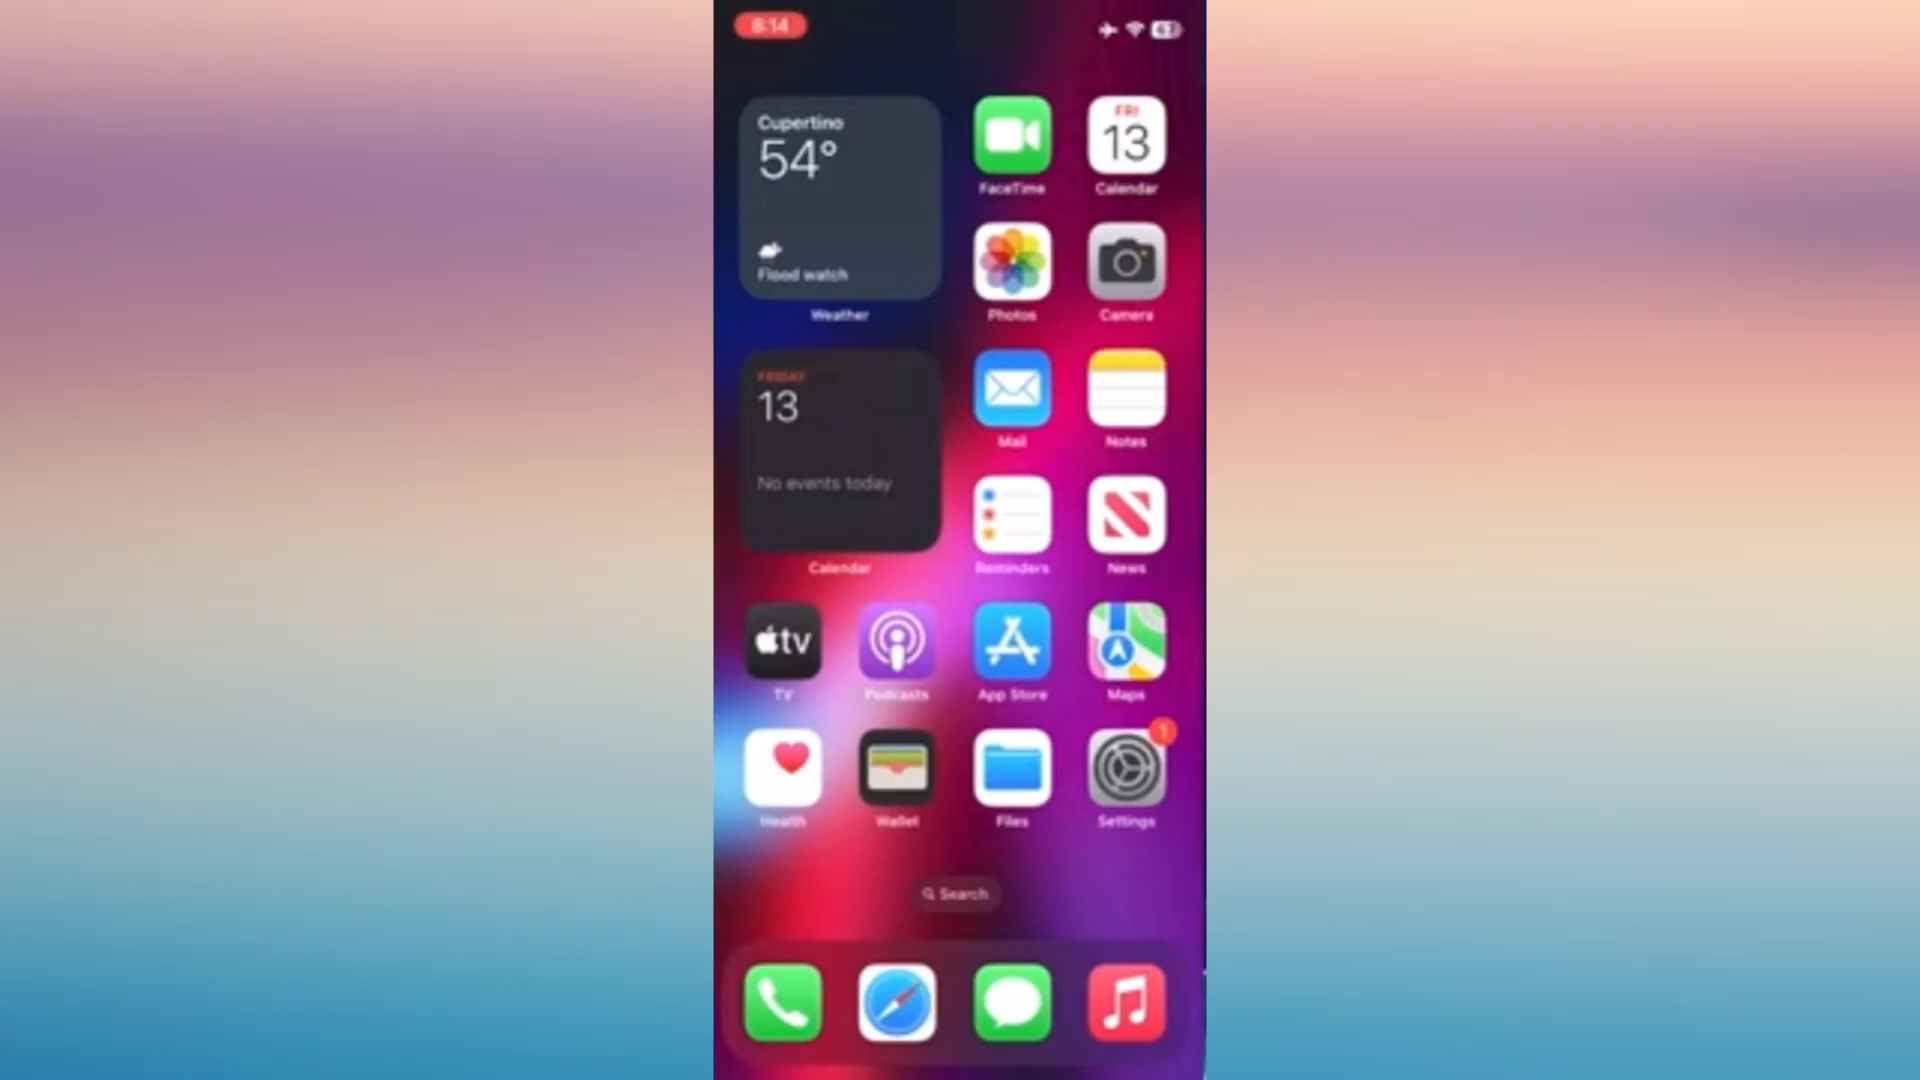 8:14
Cupertino
54°
Flood watch
Weather
FaceTime
FRI
13
Calendar
Photos
Camera
FRIDAY
13
No events today
Calendar
Mail
Notes
Reminders
News
tv
TV
Podcasts
App Store
Maps
Health
Wallet
Files
1
Settings
Search